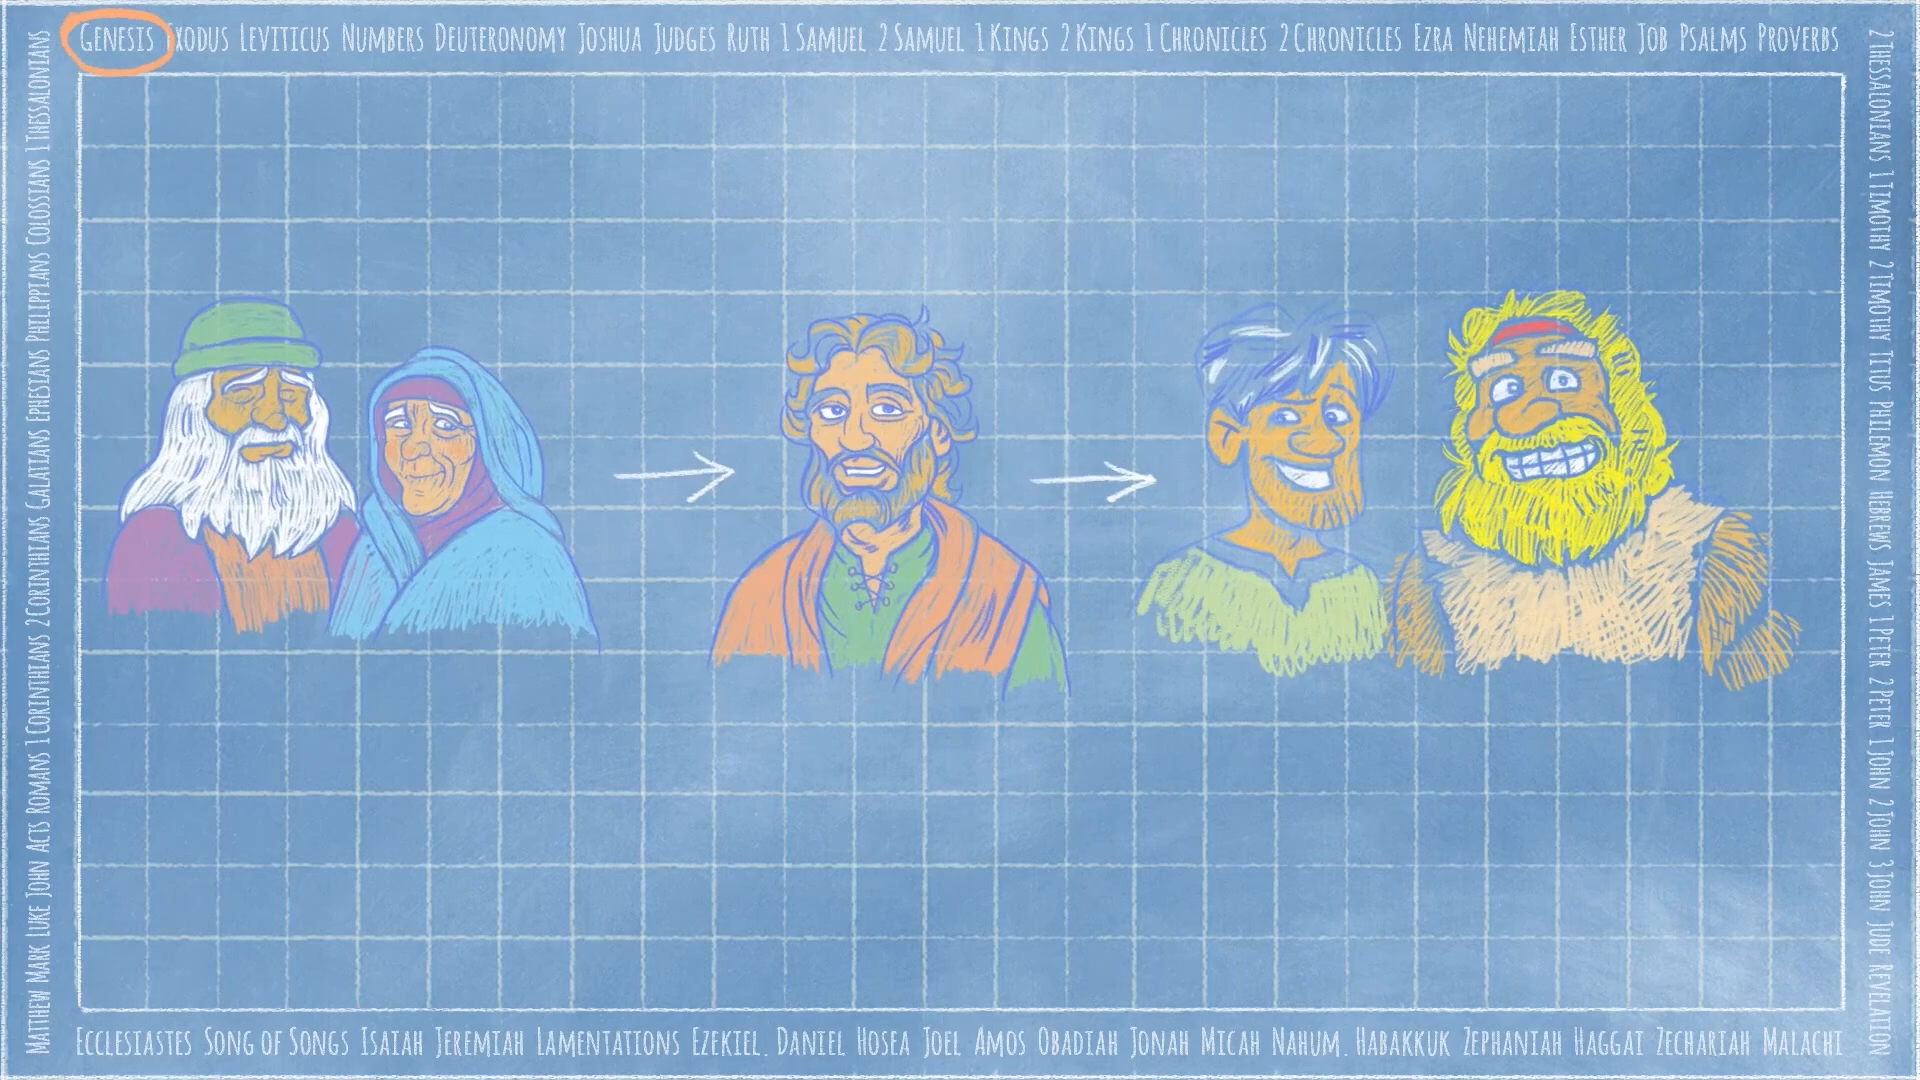 Genesis Exodus Leviticus Numbers Deuteronomy Joshua Judges Ruth 1 Samuel 2 Samuel 1 Kings 2 Kings 1 Chronicles 2 Chronicles Ezra Nehemiah Esther Job Psalms Proverbs
Ecclesiastes Song of Songs Isaiah Jeremiah Lamentations Ezekiel. Daniel Hosea Joel Amos Obadiah Jonah Micah Nahum. Habakkuk Zephaniah Haggai Zechariah Malachi
Matthew Mark Luke John Acts Romans 1 Corinthians 2 Corinthians Galatians Ephesians Philippians Colossians 1 Thessalonians
2 Thessalonians 1 Timothy 2 Timothy Titus Philemon Hebrews James 1 Peter 2 Peter 1 John 2 John 3 John Jude Revelation